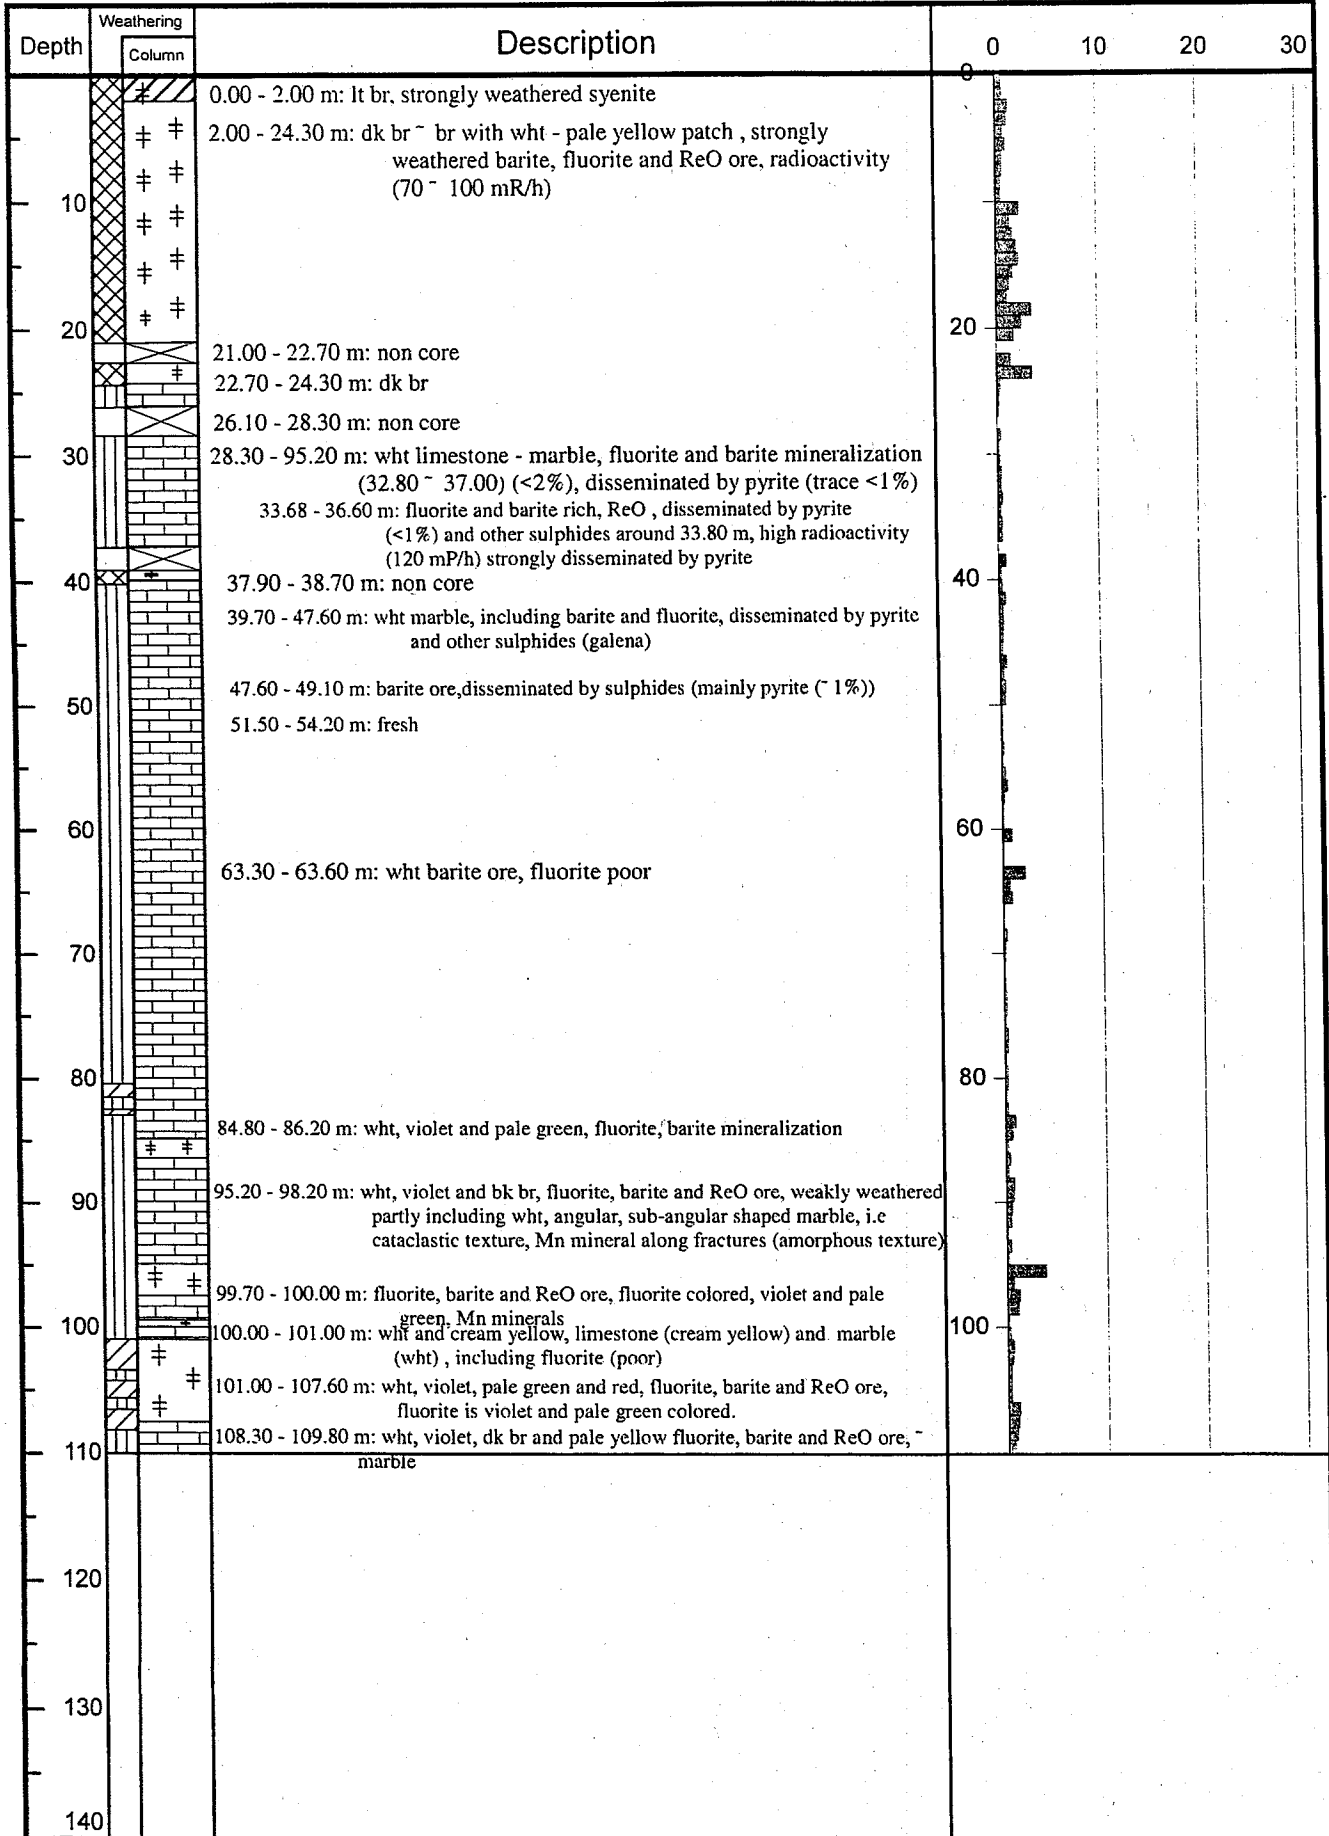 Depth
Weathering
Column
Description
0 10 20 30
0
0.00 - 2.00 m: lt br, strongly weathered syenite
2.00 - 24.30 m: dk br ~ br with wht - pale yellow patch , strongly
weathered barite, fluorite and ReO ore, radioactivity
(70 ~ 100 mR/h)
10
20
20
21.00 - 22.70 m: non core
22.70 - 24.30 m: dk br
26.10 - 28.30 m: non core
30
28.30 - 95.20 m: wht limestone - marble, fluorite and barite mineralization
(32.80 ~ 37.00) (<2%), disseminated by pyrite (trace <1%)
33.68 - 36.60 m: fluorite and barite rich, ReO , disseminated by pyrite
(<1%) and other sulphides around 33.80 m, high radioactivity
(120 mP/h) strongly disseminated by pyrite
40
40
37.90 - 38.70 m: non core
39.70 - 47.60 m: wht marble, including barite and fluorite, disseminated by pyrite
and other sulphides (galena)
47.60 - 49.10 m: barite ore,disseminated by sulphides (mainly pyrite (~ 1%))
50
51.50 - 54.20 m: fresh
60
60
63.30 - 63.60 m: wht barite ore, fluorite poor
70
80
80
84.80 - 86.20 m: wht, violet and pale green, fluorite, barite mineralization
90
95.20 - 98.20 m: wht, violet and bk br, fluorite, barite and ReO ore, weakly weathered
partly including wht, angular, sub-angular shaped marble, i.e
cataclastic texture, Mn mineral along fractures (amorphous texture)
99.70 - 100.00 m: fluorite, barite and ReO ore, fluorite colored, violet and pale
green, Mn minerals
100
100
100.00 - 101.00 m: wht and cream yellow, limestone (cream yellow) and marble
(wht) , including fluorite (poor)
101.00 - 107.60 m: wht, violet, pale green and red, fluorite, barite and ReO ore,
fluorite is violet and pale green colored.
110
108.30 - 109.80 m: wht, violet, dk br and pale yellow fluorite, barite and ReO ore, ~
marble
120
130
140